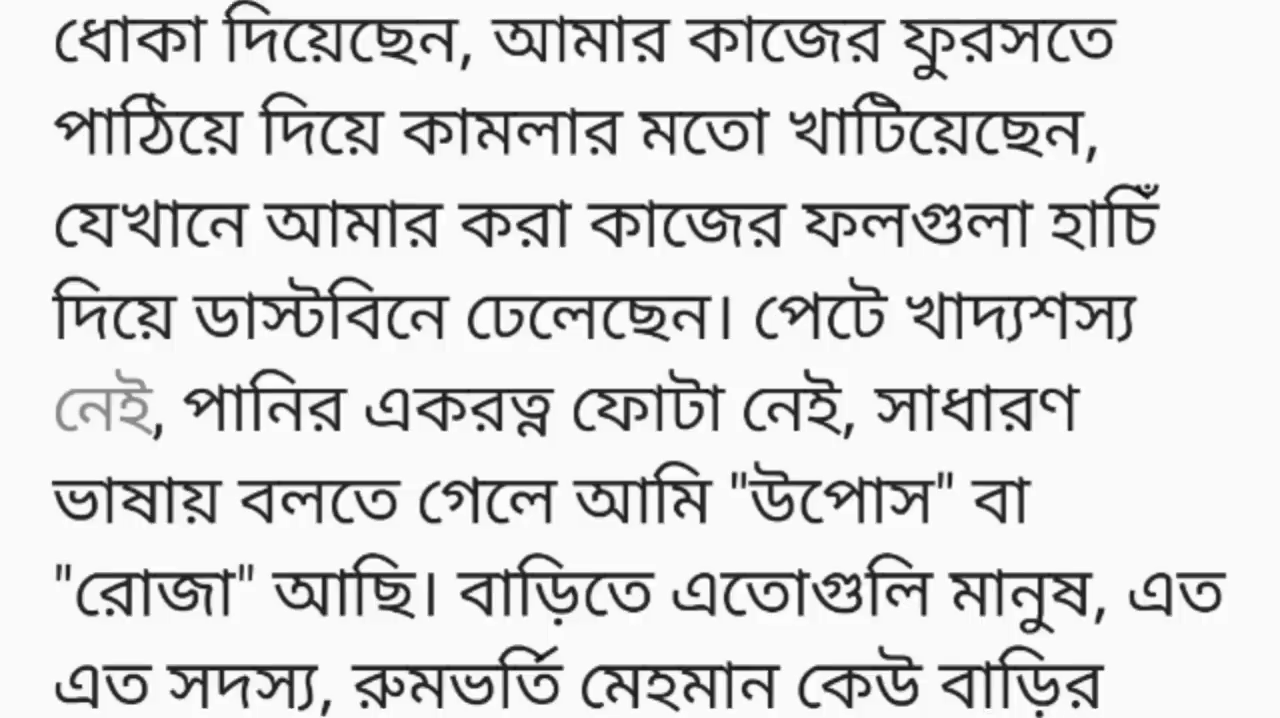 ধোকা দিয়েছেন, আমার কাজের ফুরসতে
পাঠিয়ে দিয়ে কামলার মতো খাটিয়েছেন,
যেখানে আমার করা কাজের ফলগুলা হাচিঁ
দিয়ে ডাস্টবিনে ঢেলেছেন। পেটে খাদ্যশস্য
নেই, পানির একরত্ন ফোটা নেই, সাধারণ
ভাষায় বলতে গেলে আমি "উপোস" বা
"রোজা" আছি। বাড়িতে এতোগুলি মানুষ, এত
এত সদস্য, রুমভর্তি মেহমান কেউ বাড়ির